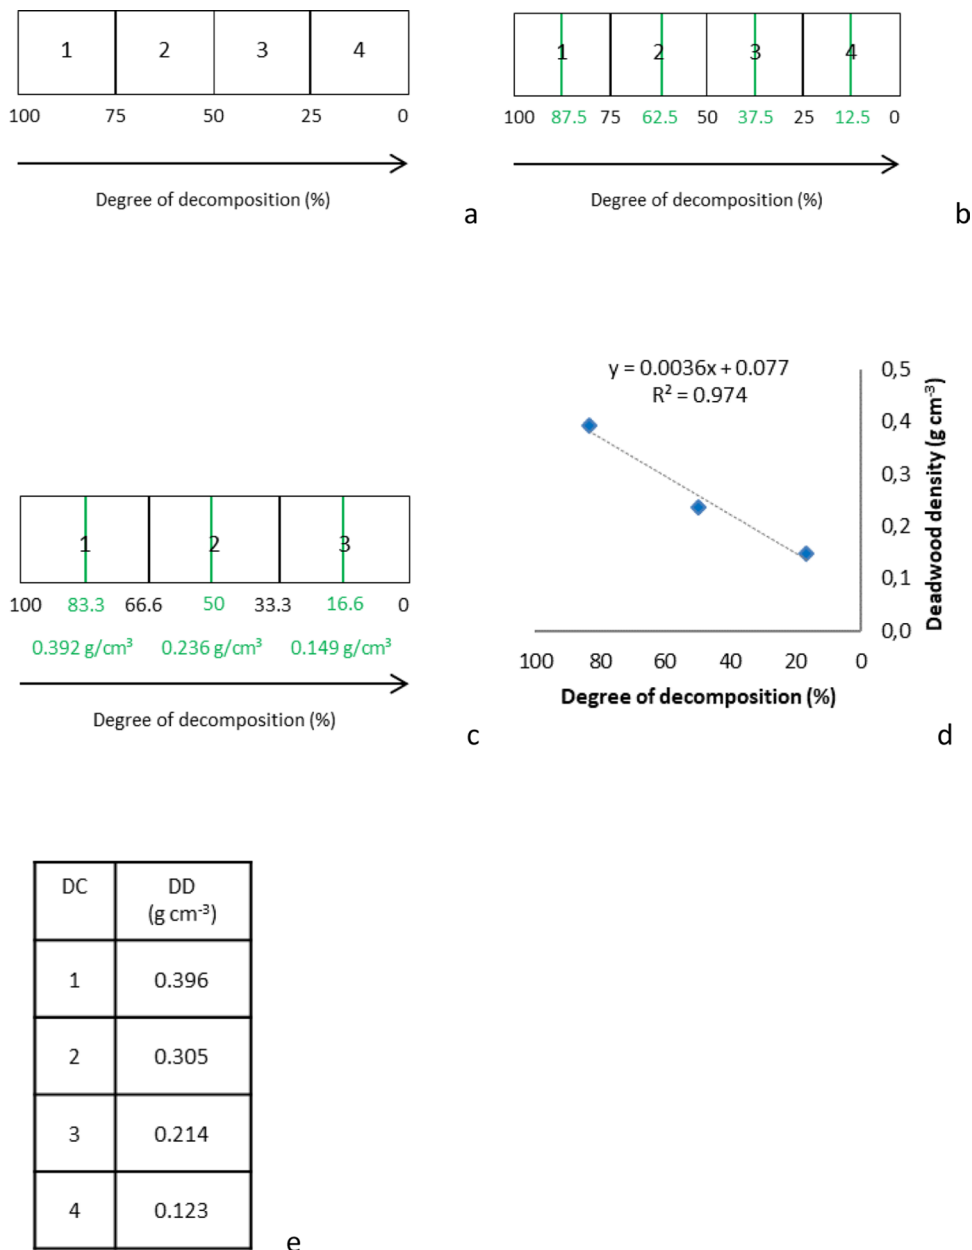 1 2 3 4
100 75 50 25 0
Degree of decomposition (%)
a
1 2 3 4
100 87.5 75 62.5 50 37.5 25 12.5 0
Degree of decomposition (%)
b
1 2 3
100 83.3 66.6 50 33.3 16.6 0
0.392 g/cm³ 0.236 g/cm³ 0.149 g/cm³
Degree of decomposition (%)
c
y = 0.0036x + 0.077
R² = 0.974
0,5
0,4
0,3
0,2
0,1
0,0
Deadwood density (g cm⁻³)
100 80 60 40 20 0
Degree of decomposition (%)
d
DC DD
(g cm⁻³)
1 0.396
2 0.305
3 0.214
4 0.123
e